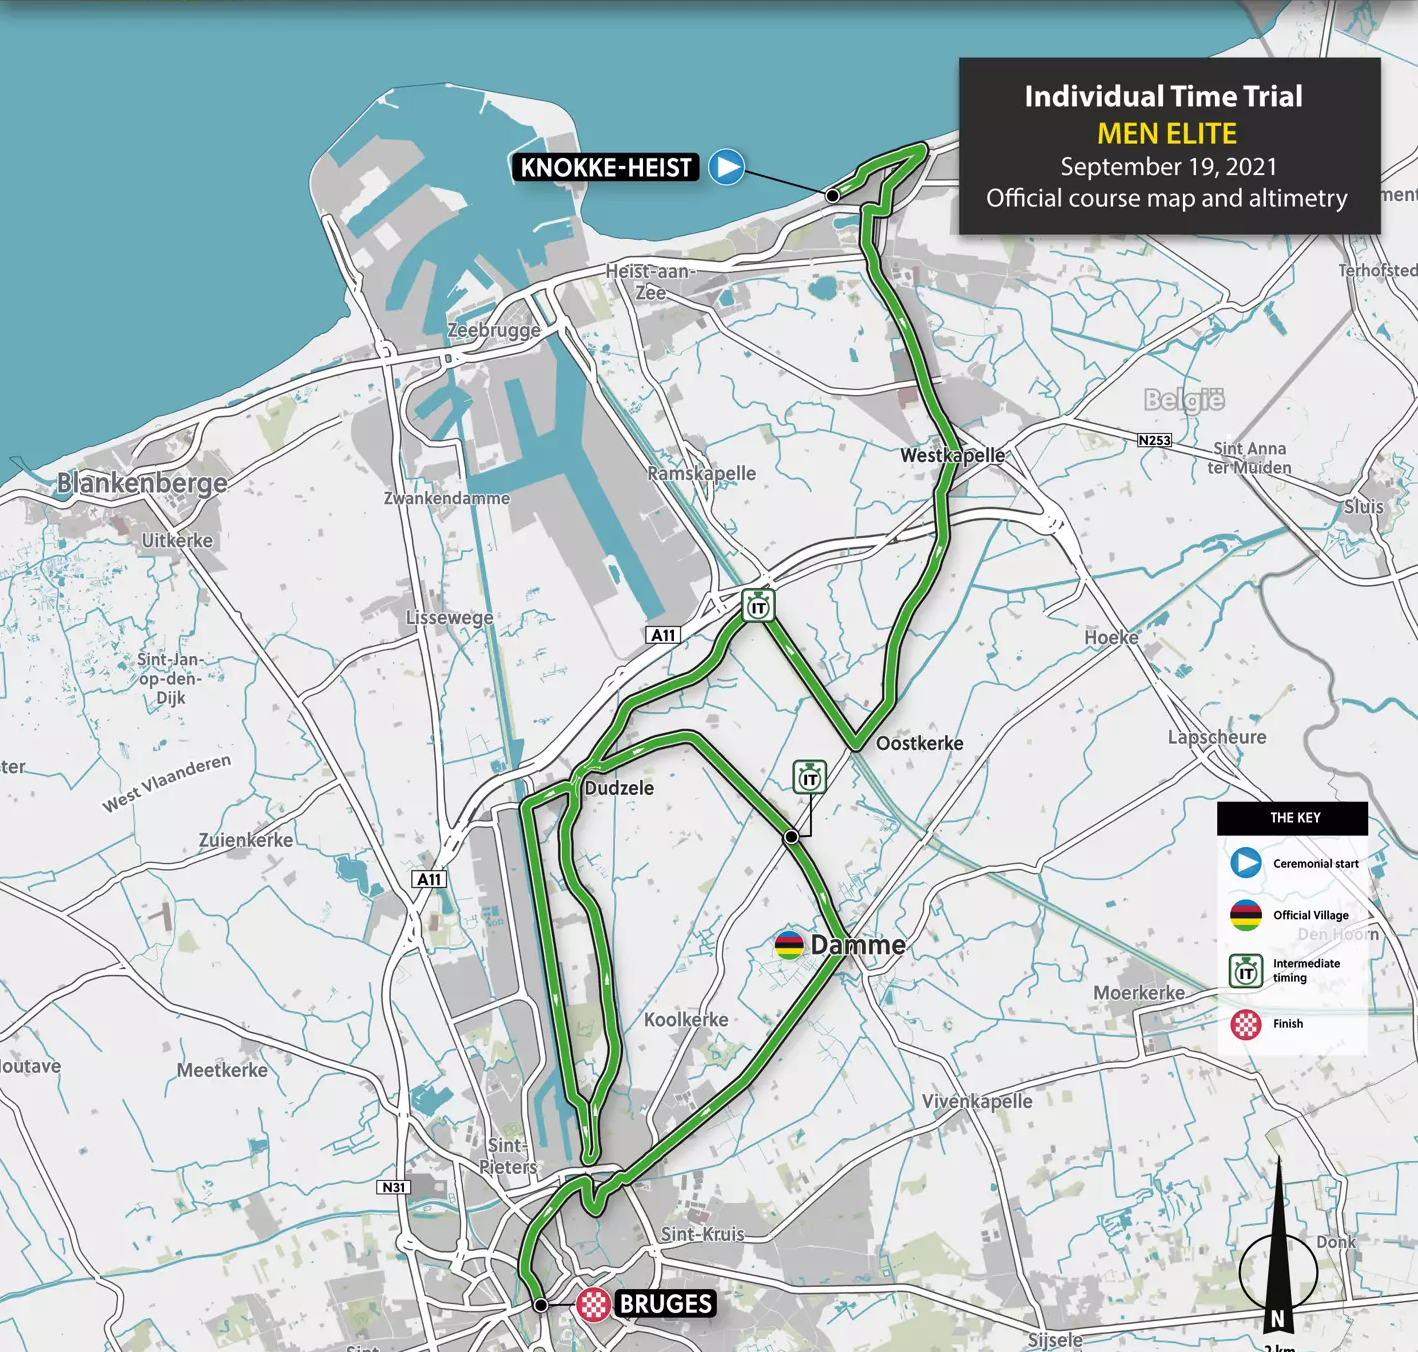 Individual Time Trial
MEN ELITE
September 19, 2021
Official course map and altimetry
KNOKKE-HEIST
Terhofsted
Heist-aan-
Zee
Zeebrugge
België
N253
Sint Anna
ter Muiden
Westkapelle
Ramskapelle
Blankenberge
Zwankendamme
Sluis
Uitkerke
IT
Lissewege
A11
Hoeke
Sint-Jan-
op-den-
Dijk
Oostkerke
Lapscheure
West Vlaanderen
IT
Dudzele
THE KEY
Zuienkerke
Ceremonial start
A11
Official Village
Den Hoorn
Damme
Intermediate
timing
IT
Moerkerke
Finish
Koolkerke
Meetkerke
Vivenkapelle
Sint-
Pieters
N31
Sint-Kruis
Donk
BRUGES
N
Sijsele